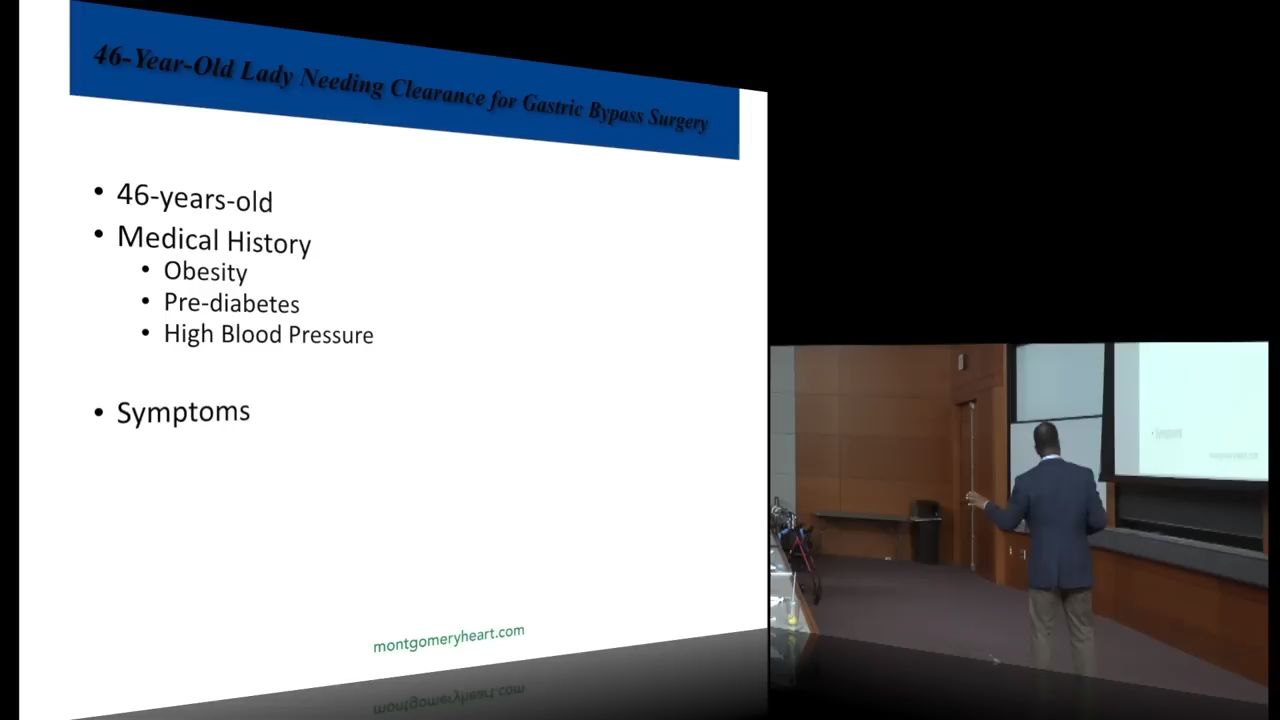 46-Year-Old Lady Needing Clearance for Gastric Bypass Surgery
• 46-years-old
• Medical History
• Obesity
• Pre-diabetes
• High Blood Pressure
• Symptoms
montgomeryheart.com